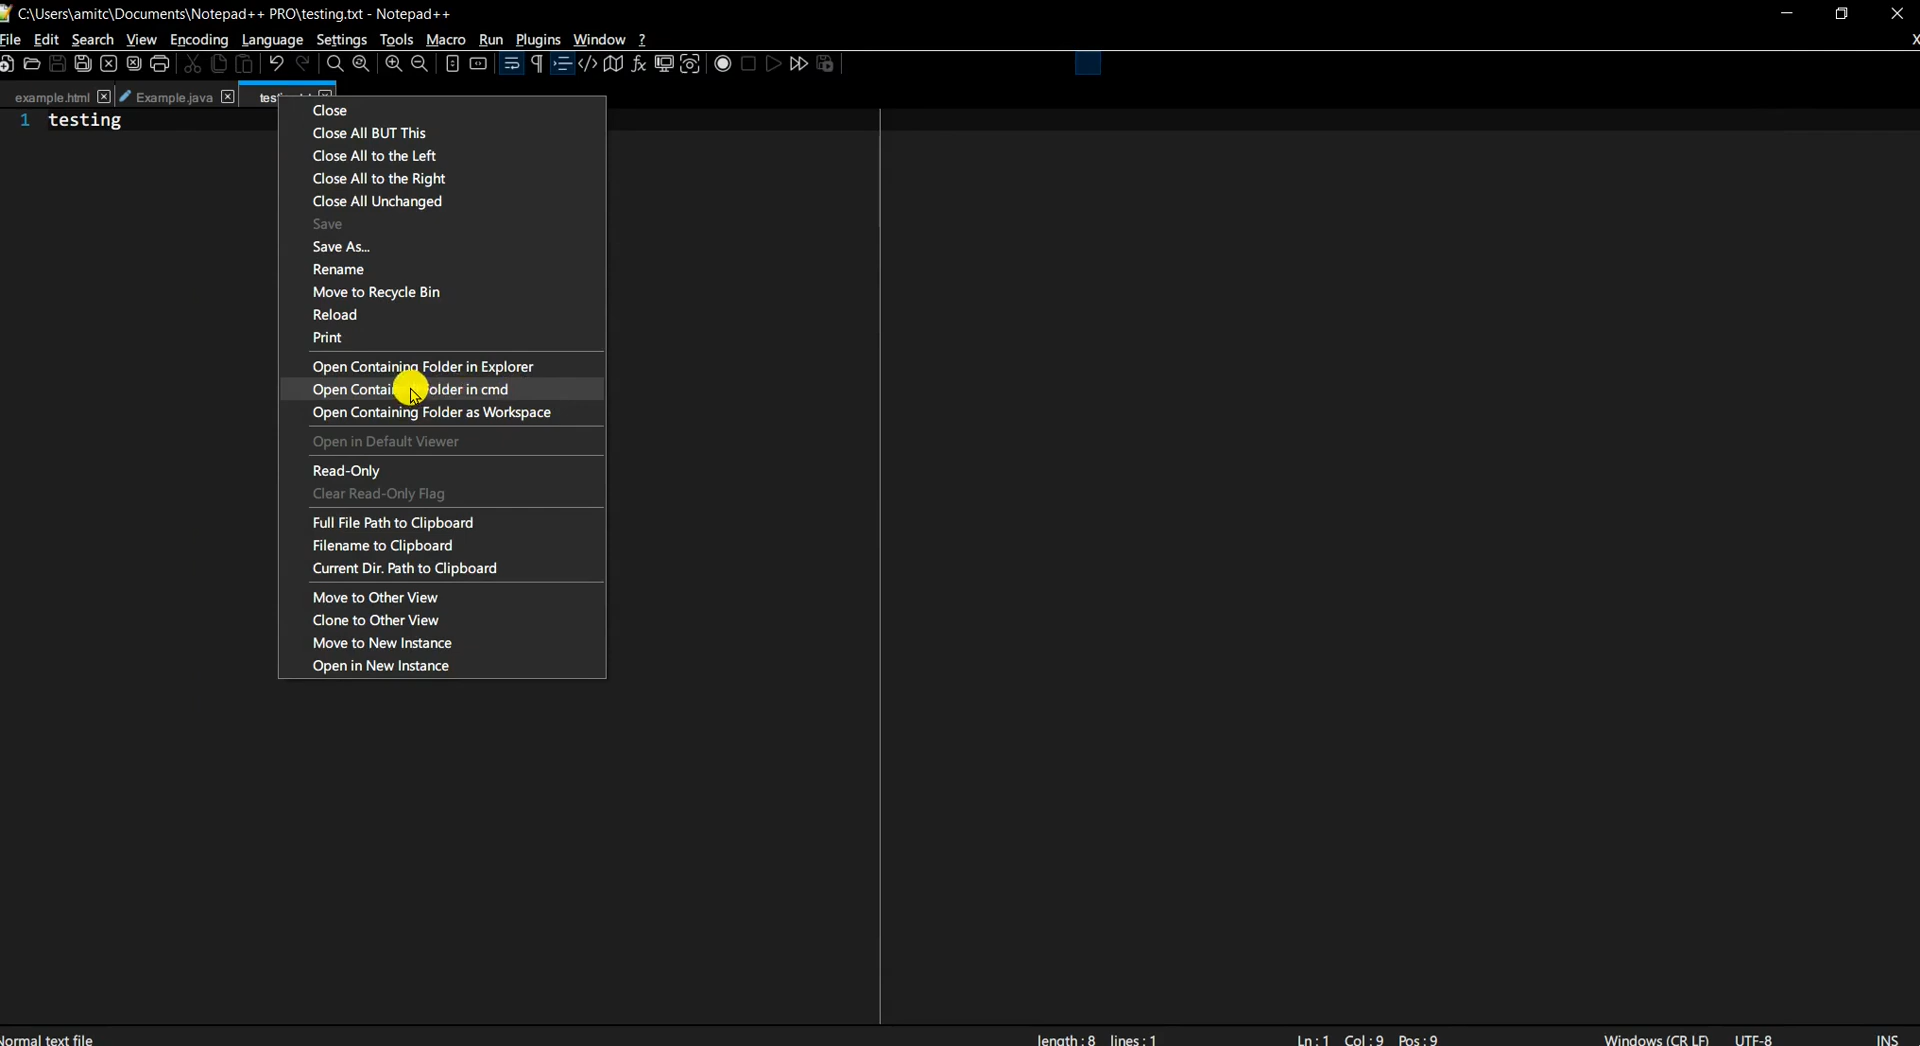 C:\Users\amitc\Documents\Notepad++ PRO\testing.txt - Notepad++
File Edit Search View Encoding Language Settings Tools Macro Run Plugins Window ?
X
example.html Example.java
1 testing
Close
Close All BUT This
Close All to the Left
Close All to the Right
Close All Unchanged
Save
Save As...
Rename
Move to Recycle Bin
Reload
Print
Open Containing Folder in Explorer
Open Containing Folder in cmd
Open Containing Folder as Workspace
Open in Default Viewer
Read-Only
Clear Read-Only Flag
Full File Path to Clipboard
Filename to Clipboard
Current Dir. Path to Clipboard
Move to Other View
Clone to Other View
Move to New Instance
Open in New Instance
Normal text file length : 8 lines : 1 Ln : 1 Col : 9 Pos : 9 Windows (CR LF) UTF-8 INS